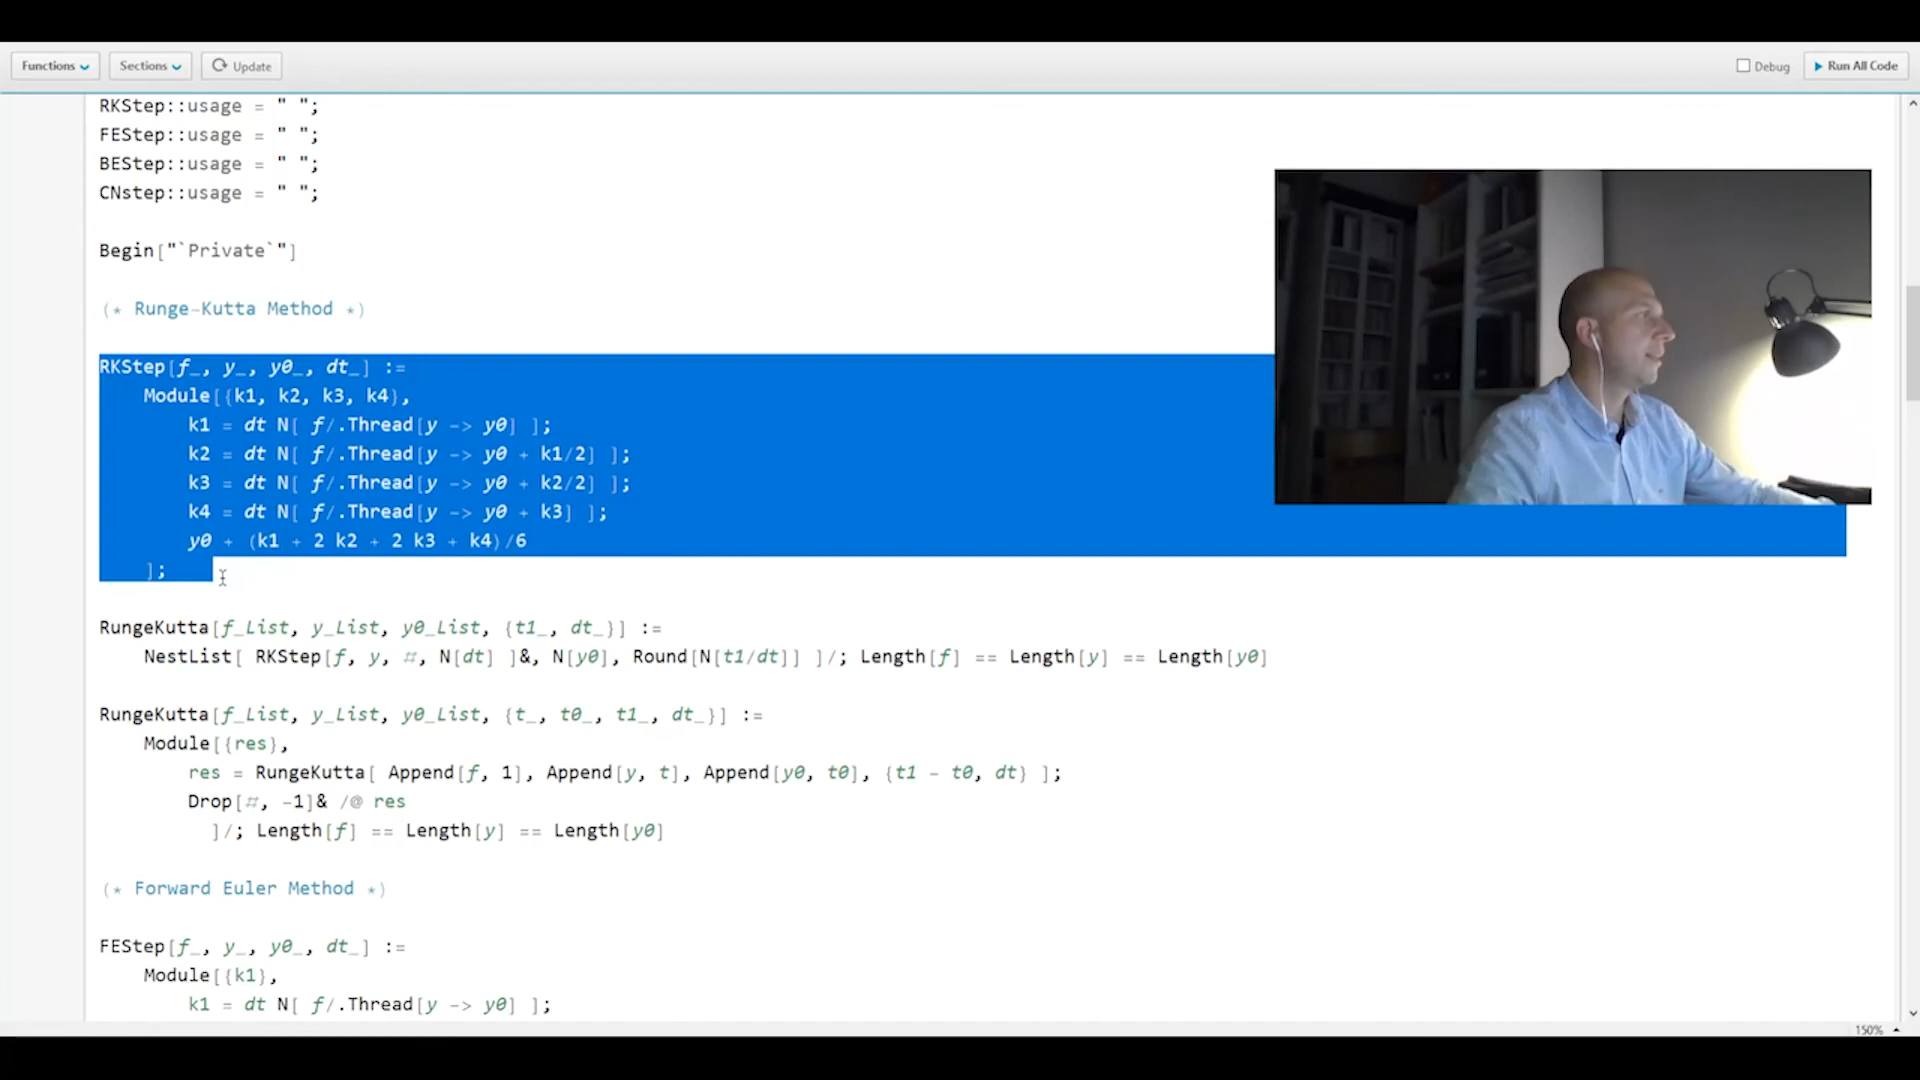 Functions Sections Update Debug Run All Code
RKStep::usage = " ";
FEStep::usage = " ";
BEStep::usage = " ";
CNstep::usage = " ";
Begin["`Private`"]
(* Runge-Kutta Method *)
RKStep[f_, y_, y0_, dt_] :=
Module[{k1, k2, k3, k4},
k1 = dt N[ f/.Thread[y -> y0] ];
k2 = dt N[ f/.Thread[y -> y0 + k1/2] ];
k3 = dt N[ f/.Thread[y -> y0 + k2/2] ];
k4 = dt N[ f/.Thread[y -> y0 + k3] ];
y0 + (k1 + 2 k2 + 2 k3 + k4)/6
];
RungeKutta[f_List, y_List, y0_List, {t1_, dt_}] :=
NestList[ RKStep[f, y, #, N[dt] ]&, N[y0], Round[N[t1/dt]] ]/; Length[f] == Length[y] == Length[y0]
RungeKutta[f_List, y_List, y0_List, {t_, t0_, t1_, dt_}] :=
Module[{res},
res = RungeKutta[ Append[f, 1], Append[y, t], Append[y0, t0], {t1 - t0, dt} ];
Drop[#, -1]& /@ res
]/; Length[f] == Length[y] == Length[y0]
(* Forward Euler Method *)
FEStep[f_, y_, y0_, dt_] :=
Module[{k1},
k1 = dt N[ f/.Thread[y -> y0] ];
150%